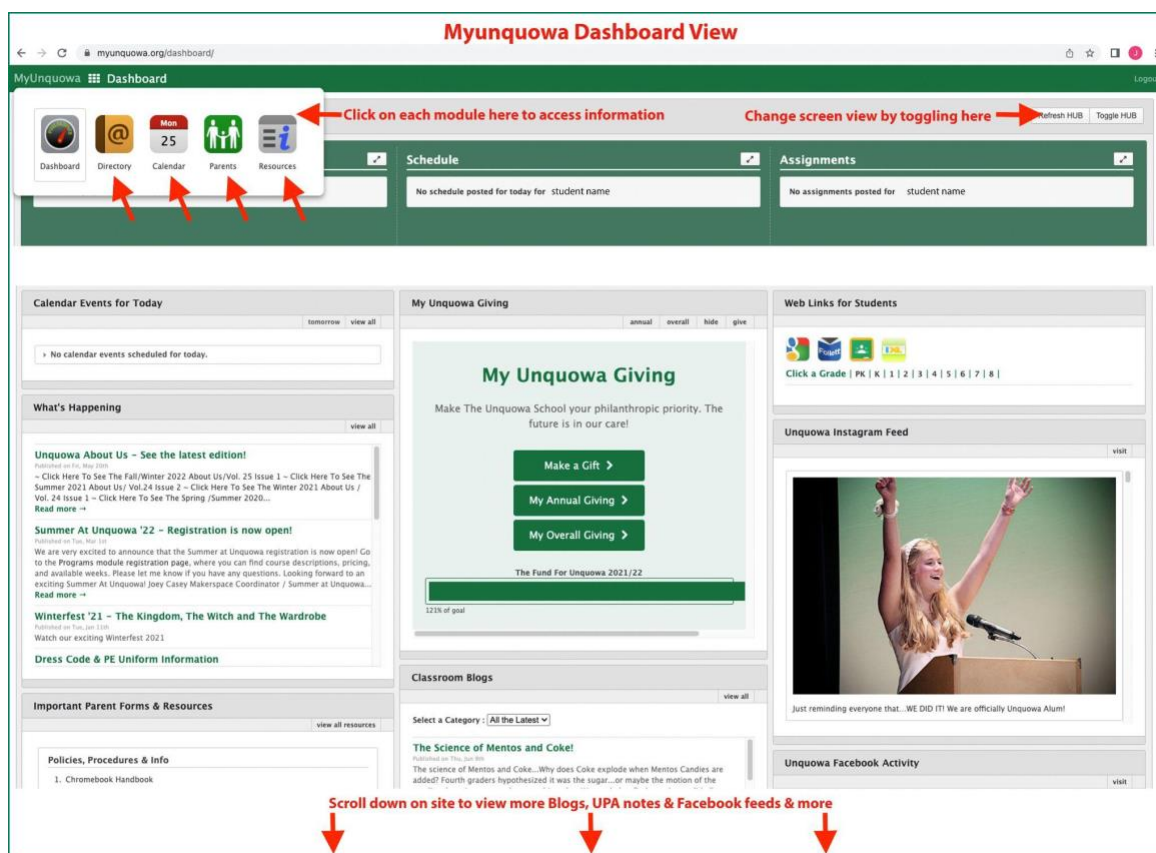 Myunquowa Dashboard View
myunquowa.org/dashboard/
J
MyUnquowa Dashboard
Logou
Click on each module here to access information
Change screen view by toggling here
Refresh HUB
Toggle HUB
Mon
25
Dashboard
Directory
Calendar
Parents
Resources
Schedule
No schedule posted for today for student name
Assignments
No assignments posted for student name
Calendar Events for Today
tomorrow
view all
› No calendar events scheduled for today.
What's Happening
view all
Unquowa About Us – See the latest edition!
Published on Fri, May 20th
~ Click Here To See The Fall/Winter 2022 About Us/Vol. 25 Issue 1 ~ Click Here To See The
Summer 2021 About Us/ Vol.24 Issue 2 ~ Click Here To See The Winter 2021 About Us /
Vol. 24 Issue 1 ~ Click Here To See The Spring /Summer 2020...
Read more →
Summer At Unquowa '22 – Registration is now open!
Published on Tue, Mar 1st
We are very excited to announce that the Summer at Unquowa registration is now open! Go
to the Programs module registration page, where you can find course descriptions, pricing,
and available weeks. Please let me know if you have any questions. Looking forward to an
exciting Summer At Unquowa! Joey Casey Makerspace Coordinator / Summer at Unquowa...
Read more →
Winterfest '21 – The Kingdom, The Witch and The Wardrobe
Published on Tue, Jan 11th
Watch our exciting Winterfest 2021
Dress Code & PE Uniform Information
Important Parent Forms & Resources
view all resources
Policies, Procedures & Info
1. Chromebook Handbook
My Unquowa Giving
annual
overall
hide
give
My Unquowa Giving
Make The Unquowa School your philanthropic priority. The
future is in our care!
Make a Gift
My Annual Giving
My Overall Giving
The Fund For Unquowa 2021/22
121% of goal
Classroom Blogs
view all
Select a Category : All the Latest
The Science of Mentos and Coke!
Published on Thu, Jun 9th
The science of Mentos and Coke...Why does Coke explode when Mentos Candies are
added? Fourth graders hypothesized it was the sugar...or maybe the motion of the
Web Links for Students
Click a Grade | PK | K | 1 | 2 | 3 | 4 | 5 | 6 | 7 | 8 |
Unquowa Instagram Feed
visit
Just reminding everyone that...WE DID IT! We are officially Unquowa Alum!
Unquowa Facebook Activity
visit
Scroll down on site to view more Blogs, UPA notes & Facebook feeds & more